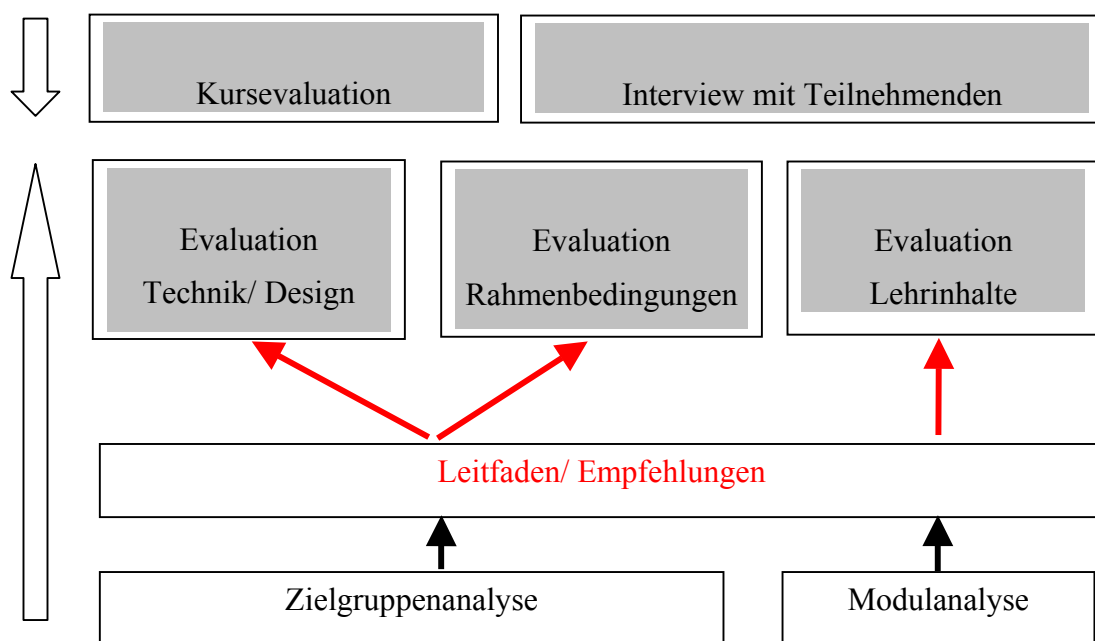 Kursevaluation
Interview mit Teilnehmenden
Evaluation
Technik/ Design
Evaluation
Rahmenbedingungen
Evaluation
Lehrinhalte
Leitfaden/ Empfehlungen
Zielgruppenanalyse
Modulanalyse